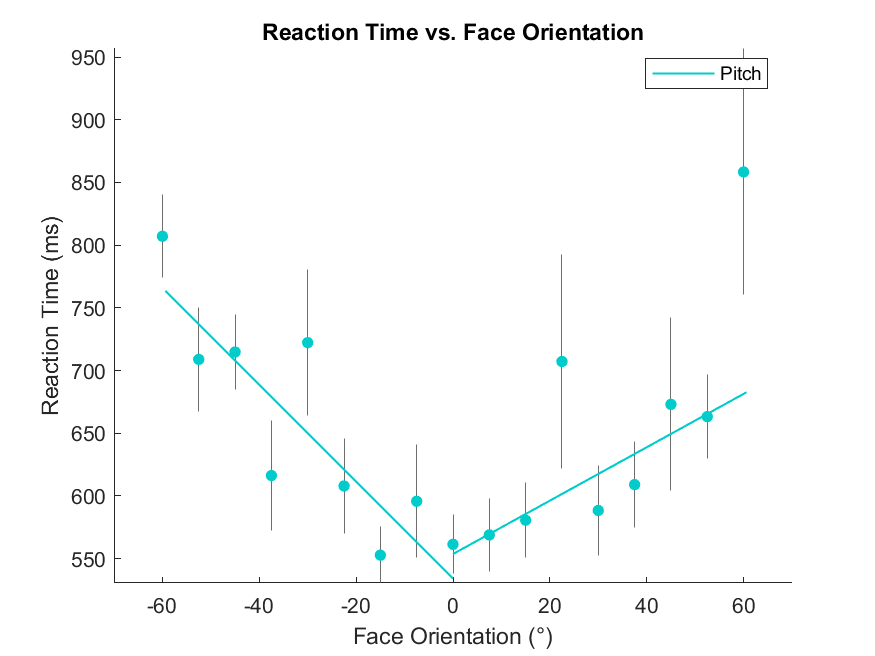 Reaction Time vs. Face Orientation
Pitch
Reaction Time (ms)
950
900
850
800
750
700
650
600
550
-60 -40 -20 0 20 40 60
Face Orientation (°)